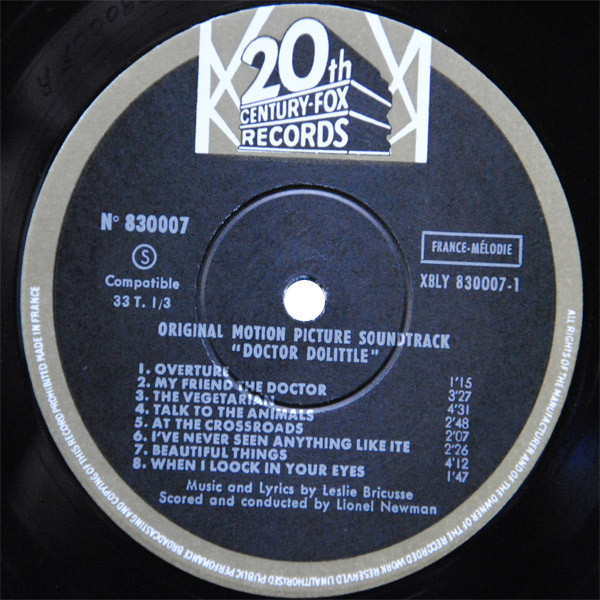 20th
CENTURY-FOX
RECORDS
N° 830007
S
Compatible
33 T. 1/3
FRANCE-MÉLODIE
XBLY 830007-1
ORIGINAL MOTION PICTURE SOUNDTRACK
"DOCTOR DOLITTLE"
1. OVERTURE 1'15
2. MY FRIEND THE DOCTOR 3'27
3. THE VEGETARIAN 4'31
4. TALK TO THE ANIMALS 2'48
5. AT THE CROSSROADS 2'07
6. I'VE NEVER SEEN ANYTHING LIKE ITE 2'26
7. BEAUTIFUL THINGS 4'12
8. WHEN I LOOCK IN YOUR EYES 1'47
Music and Lyrics by Leslie Bricusse
Scored and conducted by Lionel Newman
ALL RIGHTS OF THE MANUFACTURER AND OF THE OWNER OF THE RECORDED WORK RESERVED UNAUTHORISED PUBLIC PERFOMANCE BROADCASTING AND COPYING OF THIS RECORD PROHIBITED MADE IN FRANCE